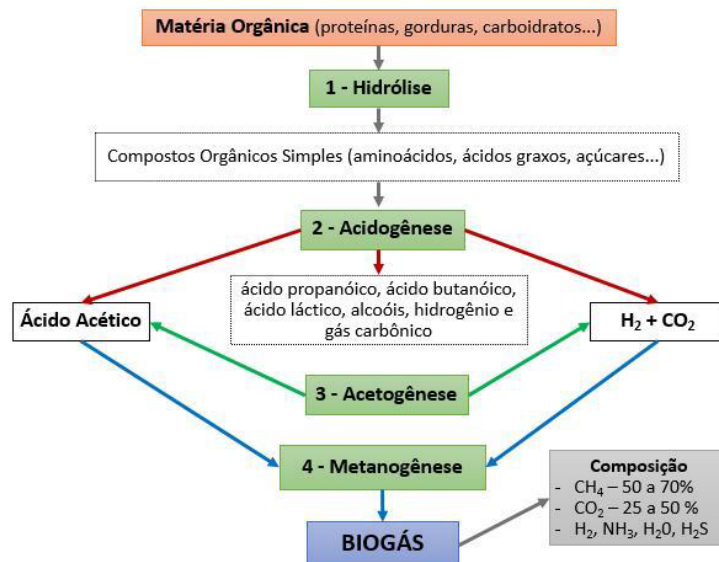 Matéria Orgânica (proteínas, gorduras, carboidratos...)
1 - Hidrólise
Compostos Orgânicos Simples (aminoácidos, ácidos graxos, açúcares...)
2 - Acidogênese
ácido propanóico, ácido butanóico,
ácido láctico, alcoóis, hidrogênio e
gás carbônico
Ácido Acético
H₂ + CO₂
3 - Acetogênese
4 - Metanogênese
BIOGÁS
Composição
- CH₄ – 50 a 70%
- CO₂ – 25 a 50 %
- H₂, NH₃, H₂0, H₂S